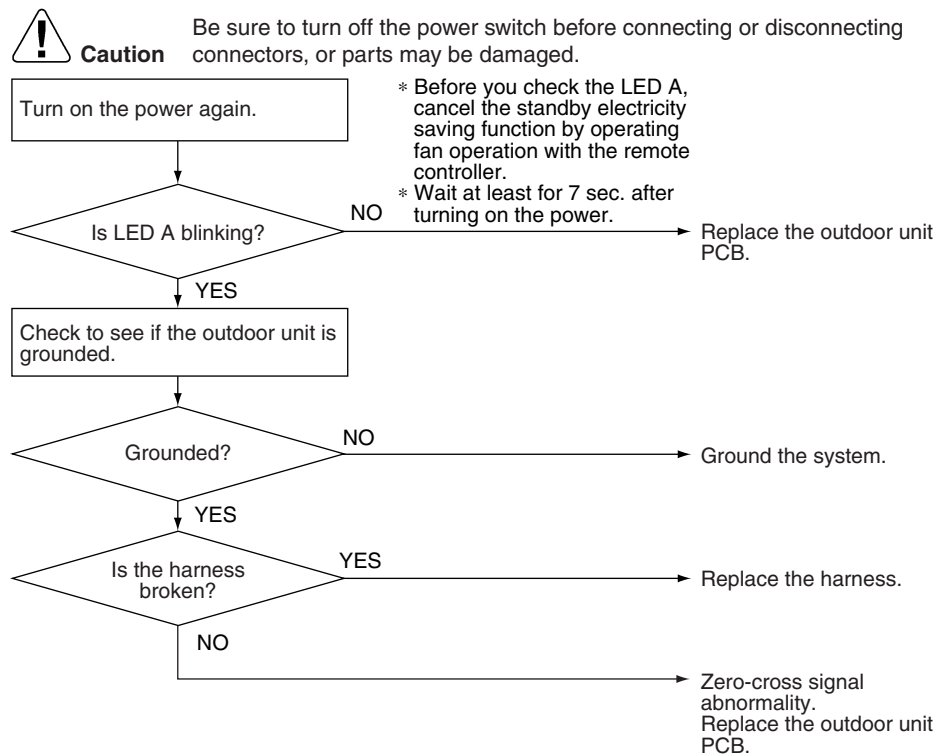 Be sure to turn off the power switch before connecting or disconnecting
Caution connectors, or parts may be damaged.
Turn on the power again.
* Before you check the LED A,
cancel the standby electricity
saving function by operating
fan operation with the remote
controller.
* Wait at least for 7 sec. after
turning on the power.
Is LED A blinking?
NO
Replace the outdoor unit
PCB.
YES
Check to see if the outdoor unit is
grounded.
Grounded?
NO
Ground the system.
YES
Is the harness
broken?
YES
Replace the harness.
NO
Zero-cross signal
abnormality.
Replace the outdoor unit
PCB.